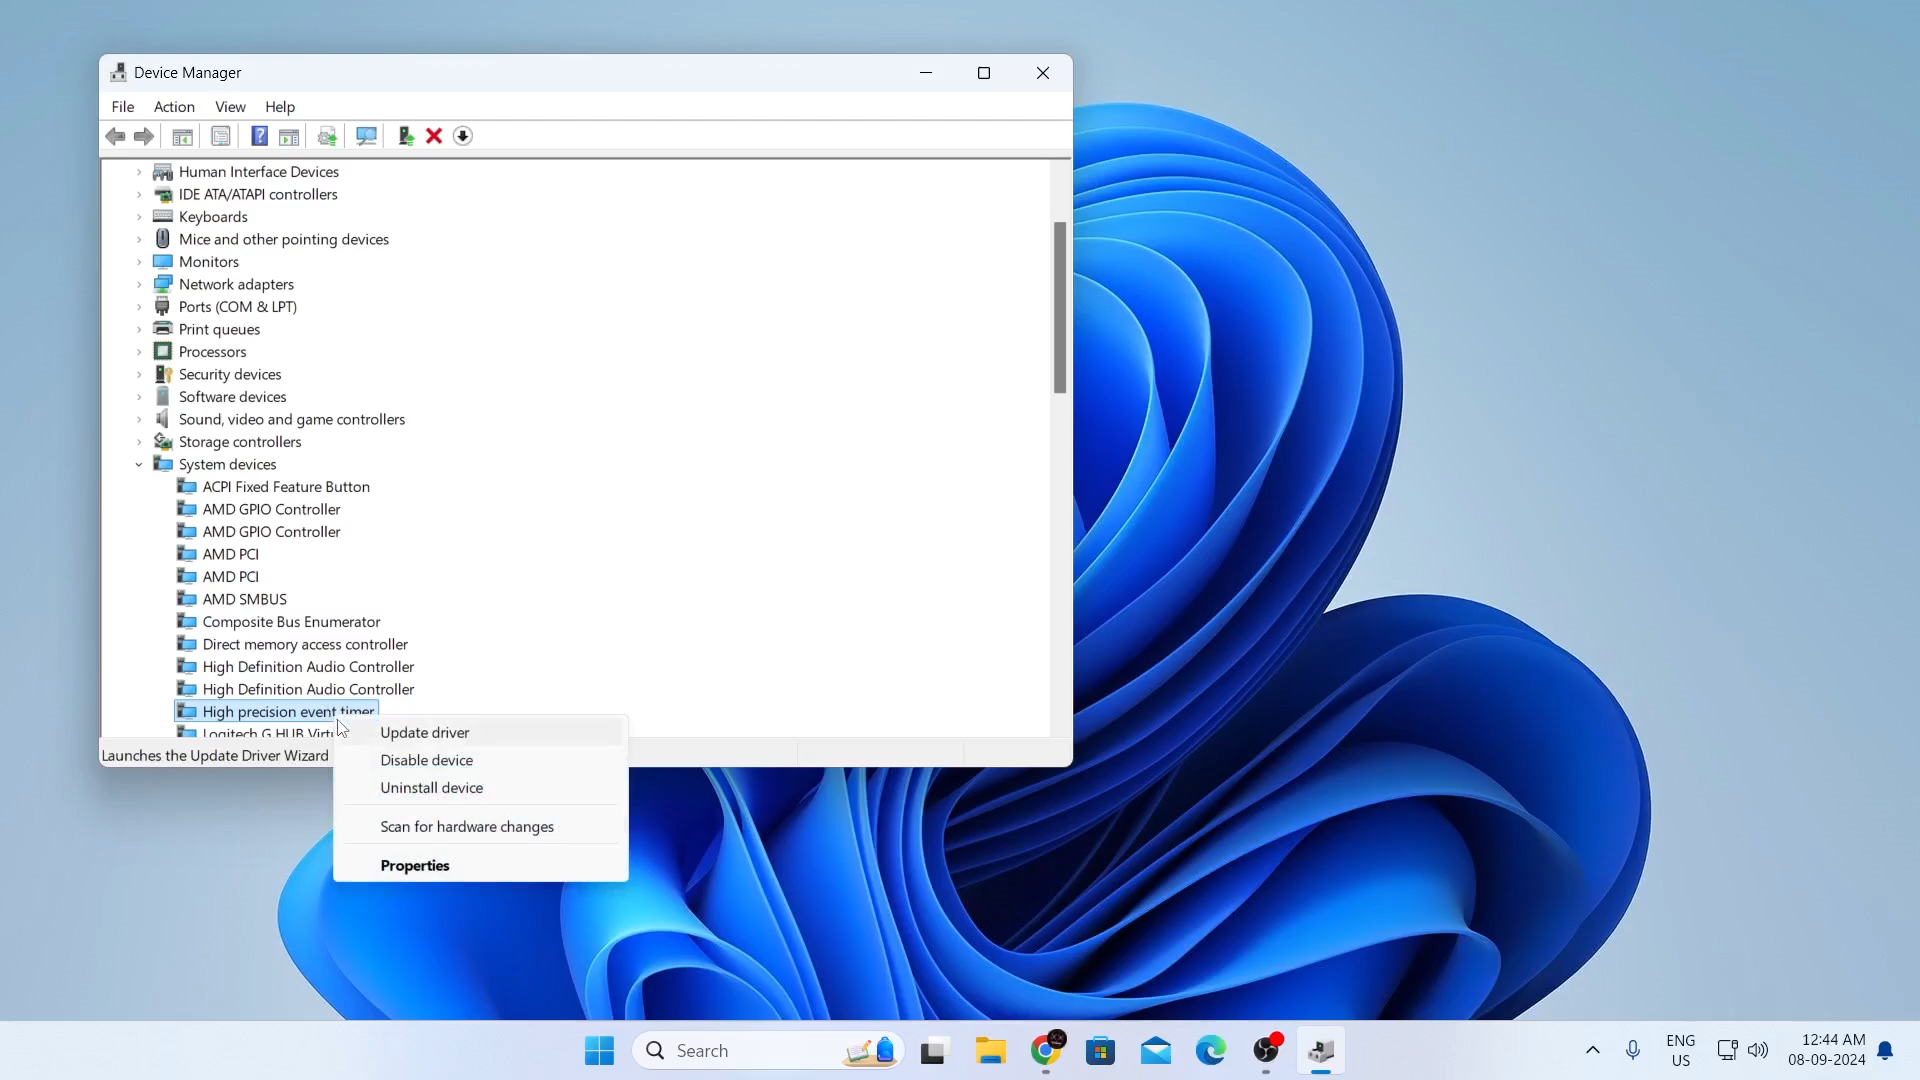 Device Manager
File Action View Help
Human Interface Devices
IDE ATA/ATAPI controllers
Keyboards
Mice and other pointing devices
Monitors
Network adapters
Ports (COM & LPT)
Print queues
Processors
Security devices
Software devices
Sound, video and game controllers
Storage controllers
System devices
ACPI Fixed Feature Button
AMD GPIO Controller
AMD GPIO Controller
AMD PCI
AMD PCI
AMD SMBUS
Composite Bus Enumerator
Direct memory access controller
High Definition Audio Controller
High Definition Audio Controller
High precision event timer
Logitech G HUB
Launches the Update Driver Wizard
Update driver
Disable device
Uninstall device
Scan for hardware changes
Properties
Search
ENG
US
12:44 AM
08-09-2024